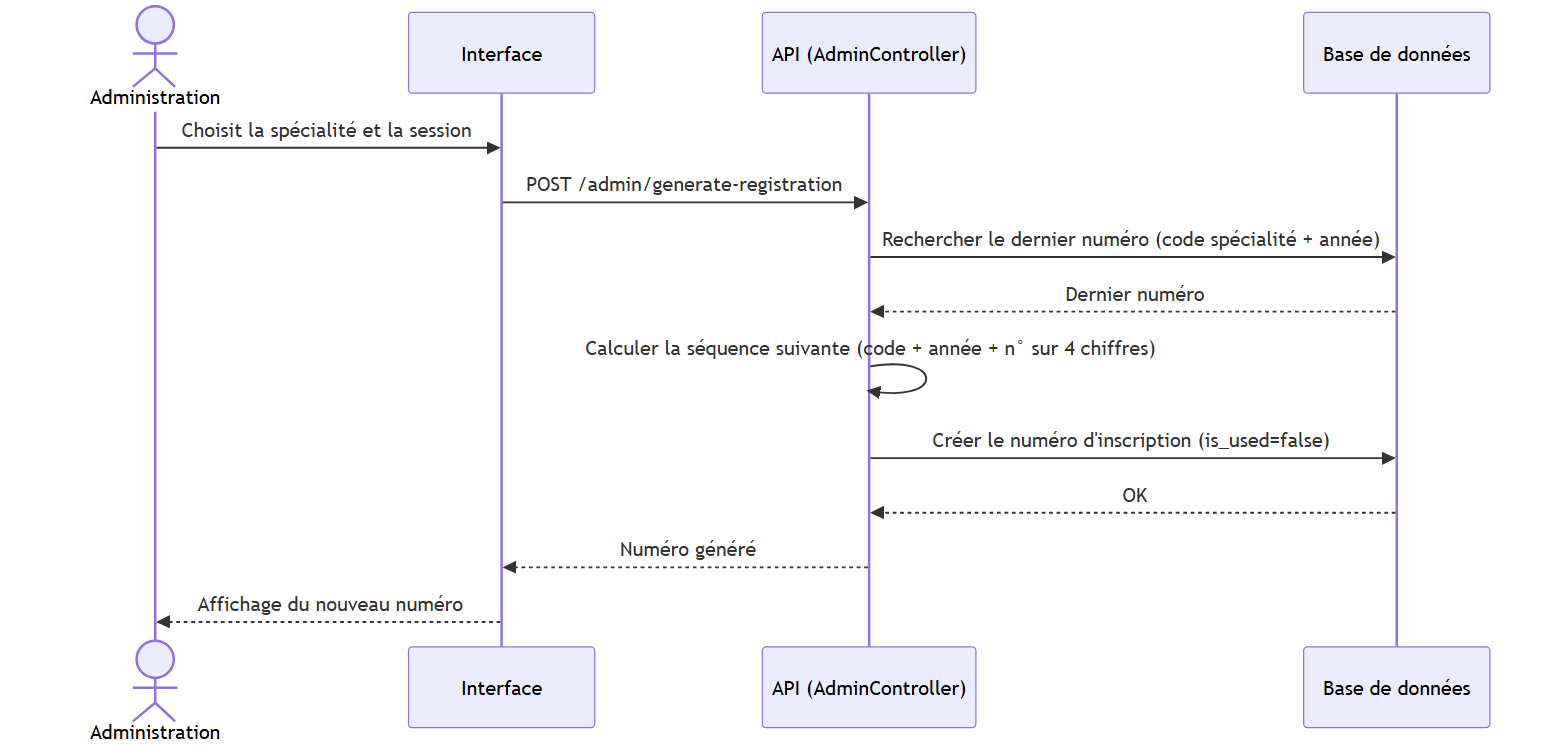 Administration
Interface
API (AdminController)
Base de données
Choisit la spécialité et la session
POST /admin/generate-registration
Rechercher le dernier numéro (code spécialité + année)
Dernier numéro
Calculer la séquence suivante (code + année + n° sur 4 chiffres)
Créer le numéro d'inscription (is_used=false)
OK
Numéro généré
Affichage du nouveau numéro
Administration
Interface
API (AdminController)
Base de données